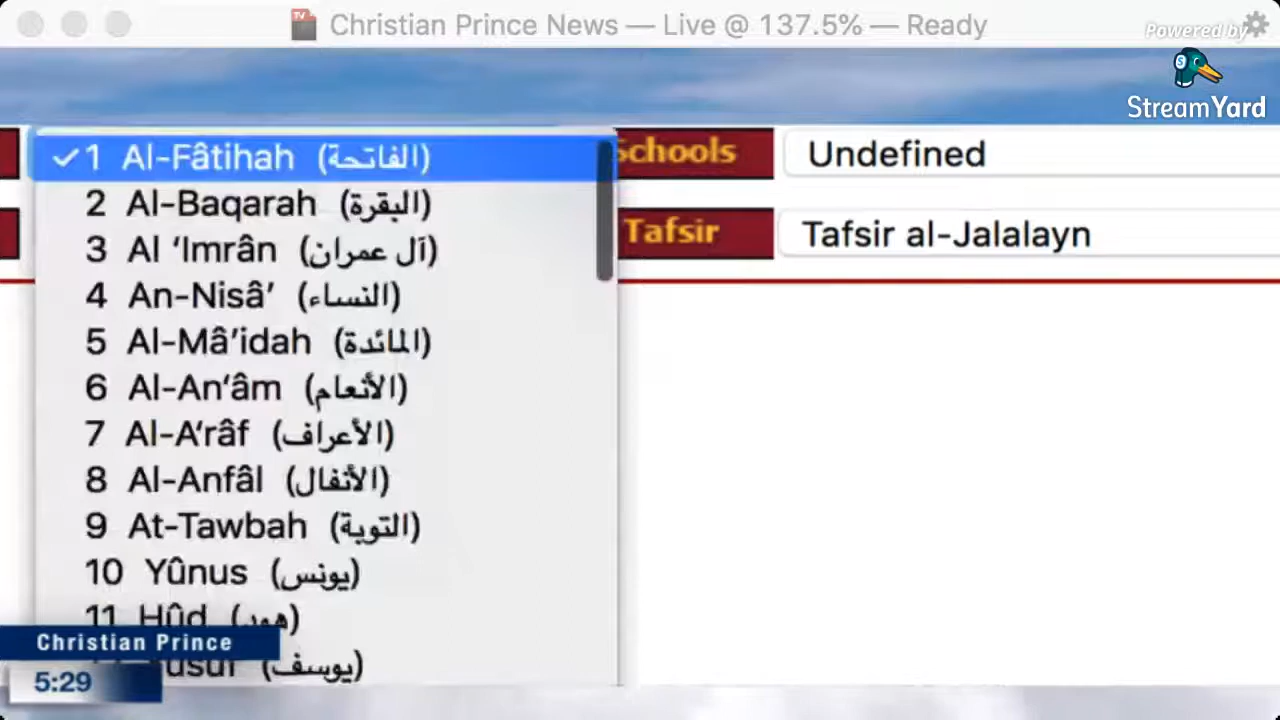 Christian Prince News — Live @ 137.5% — Ready
Powered by
StreamYard
✓ 1 Al-Fâtihah (الفاتحة)
2 Al-Baqarah (البقرة)
3 Al ‘Imrân (آل عمران)
4 An-Nisâ’ (النساء)
5 Al-Mâ’idah (المائدة)
6 Al-An‘âm (الأنعام)
7 Al-A‘râf (الأعراف)
8 Al-Anfâl (الأنفال)
9 At-Tawbah (التوبة)
10 Yûnus (يونس)
11 Hûd (هود)
(يوسف)
Schools
Undefined
Tafsir
Tafsir al-Jalalayn
Christian Prince
5:29